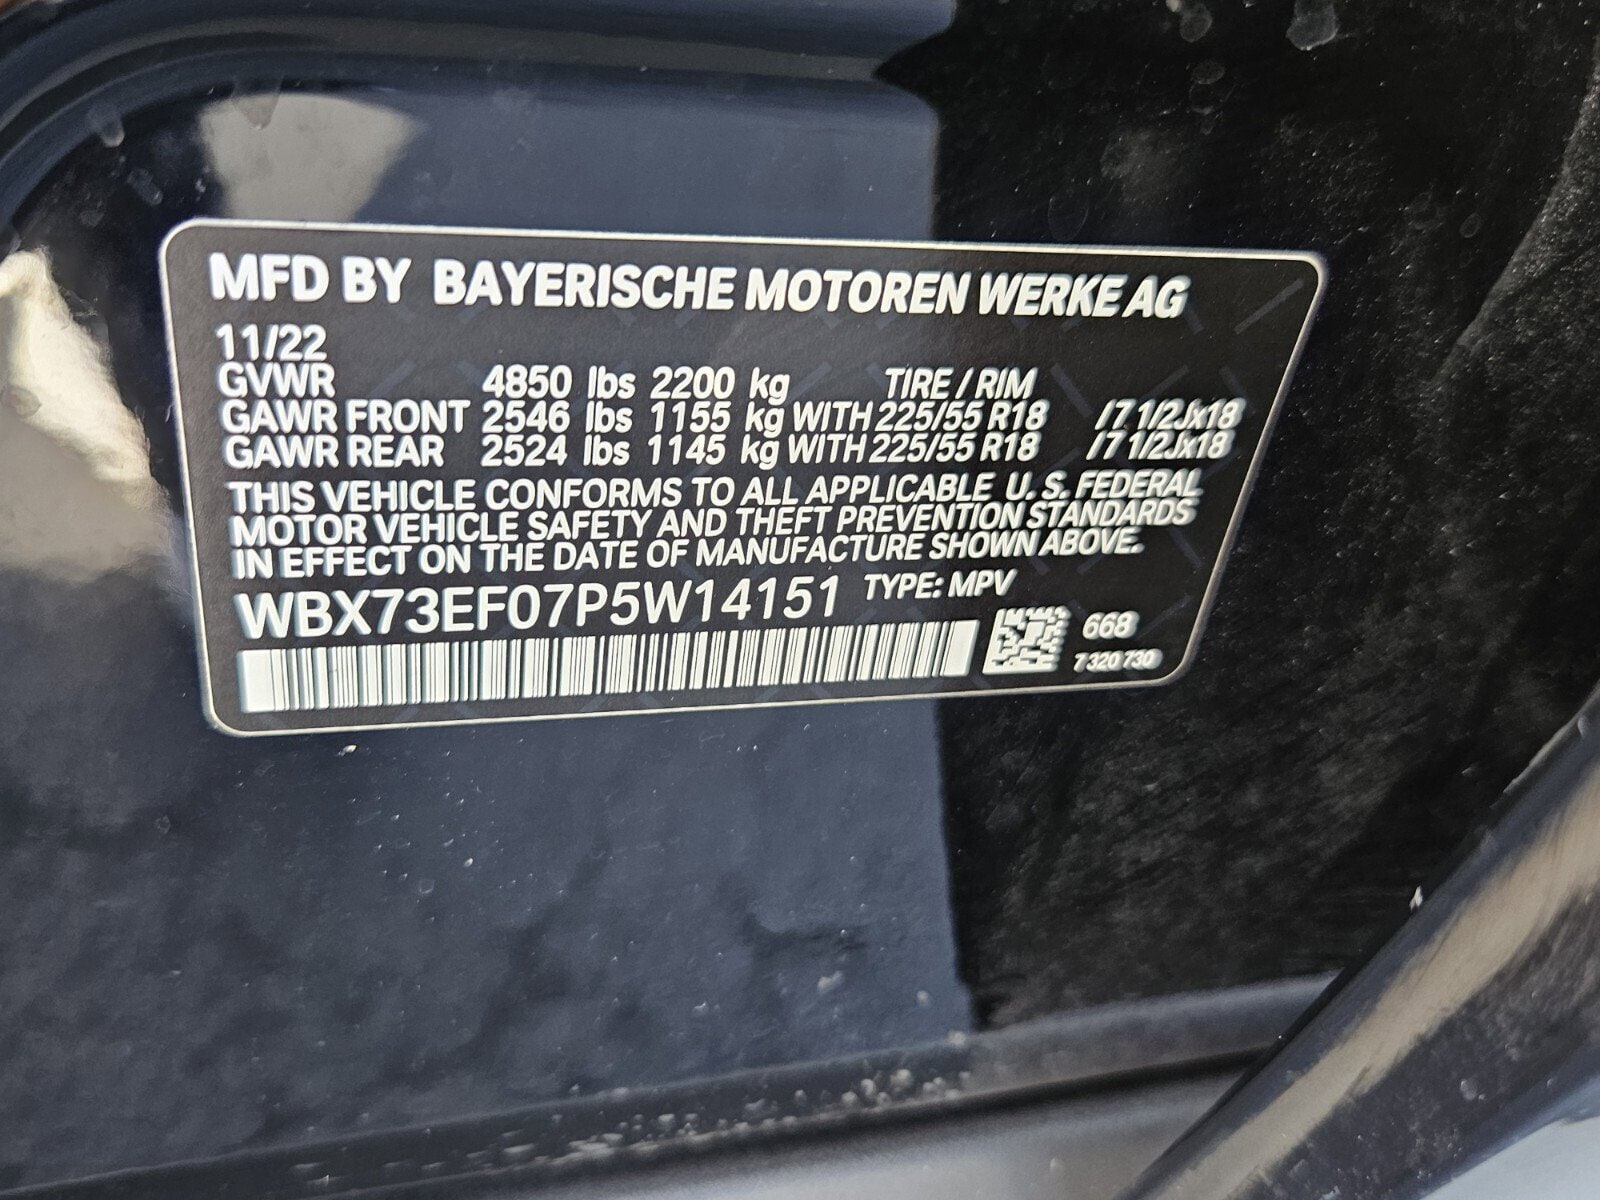 MFD BY BAYERISCHE MOTOREN WERKE AG
11/22
GVWR 4850 lbs 2200 kg TIRE / RIM
GAWR FRONT 2546 lbs 1155 kg WITH 225/55 R18 /7 1/2Jx18
GAWR REAR 2524 lbs 1145 kg WITH 225/55 R18 /7 1/2Jx18
THIS VEHICLE CONFORMS TO ALL APPLICABLE U. S. FEDERAL
MOTOR VEHICLE SAFETY AND THEFT PREVENTION STANDARDS
IN EFFECT ON THE DATE OF MANUFACTURE SHOWN ABOVE.
WBX73EF07P5W14151 TYPE: MPV
668
7 320 730